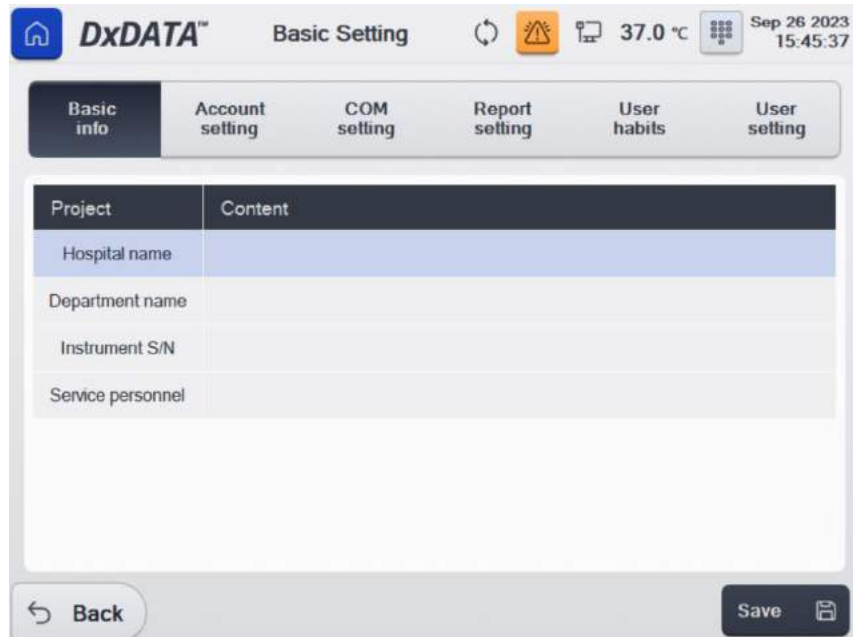 DxDATA™
Basic Setting
37.0 ℃
Sep 26 2023
15:45:37
Basic
info
Account
setting
COM
setting
Report
setting
User
habits
User
setting
Project
Content
Hospital name
Department name
Instrument S/N
Service personnel
Back
Save